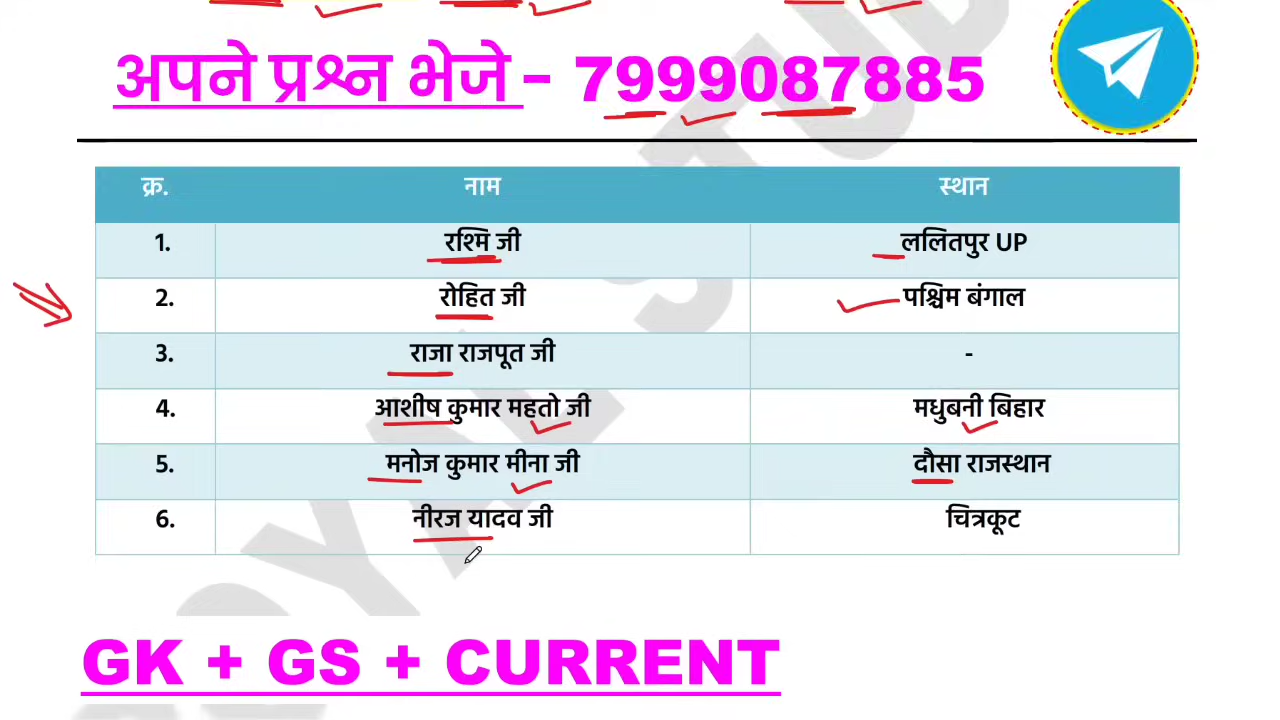 अपने प्रश्न भेजे - 7999087885
क्र. नाम स्थान
1. रश्मि जी ललितपुर UP
2. रोहित जी पश्चिम बंगाल
3. राजा राजपूत जी -
4. आशीष कुमार महतो जी मधुबनी बिहार
5. मनोज कुमार मीना जी दौसा राजस्थान
6. नीरज यादव जी चित्रकूट
GK + GS + CURRENT